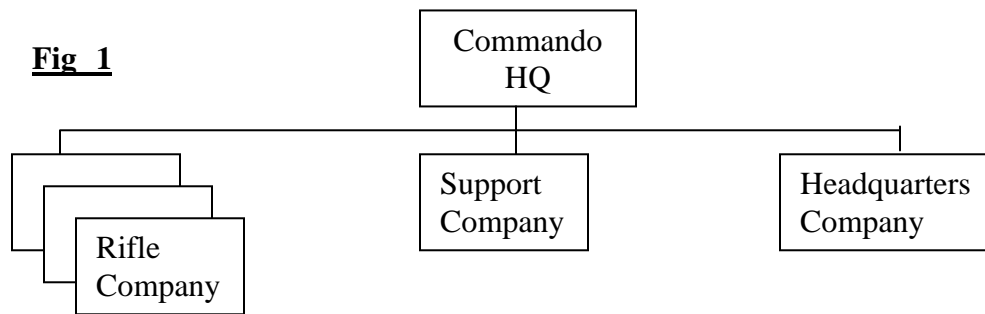 Fig 1
Commando
HQ
Rifle
Company
Support
Company
Headquarters
Company